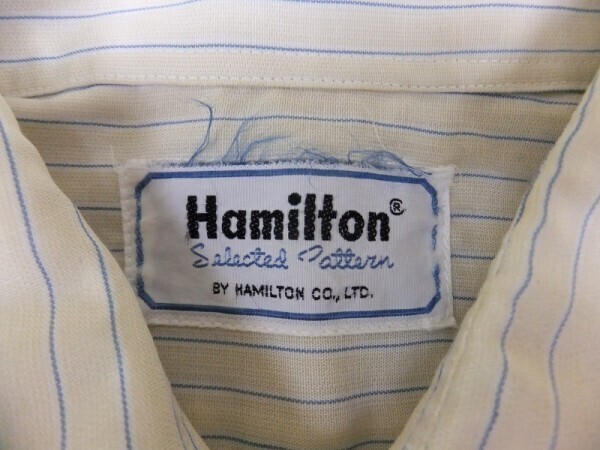 Hamilton®
Selected Pattern
BY HAMILTON CO., LTD.